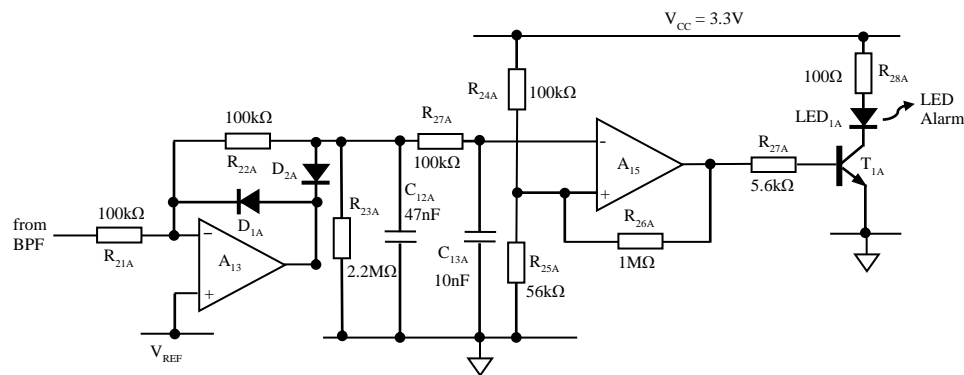 V_CC = 3.3V
R_24A
100kΩ
100Ω
R_28A
LED_1A
LED
Alarm
100kΩ
R_22A
D_2A
R_27A
100kΩ
-
A_15
+
R_27A
5.6kΩ
T_1A
C_12A
47nF
R_23A
D_1A
100kΩ
from
BPF
R_21A
−
A_13
+
2.2MΩ
C_13A
10nF
R_25A
56kΩ
R_26A
1MΩ
V_REF